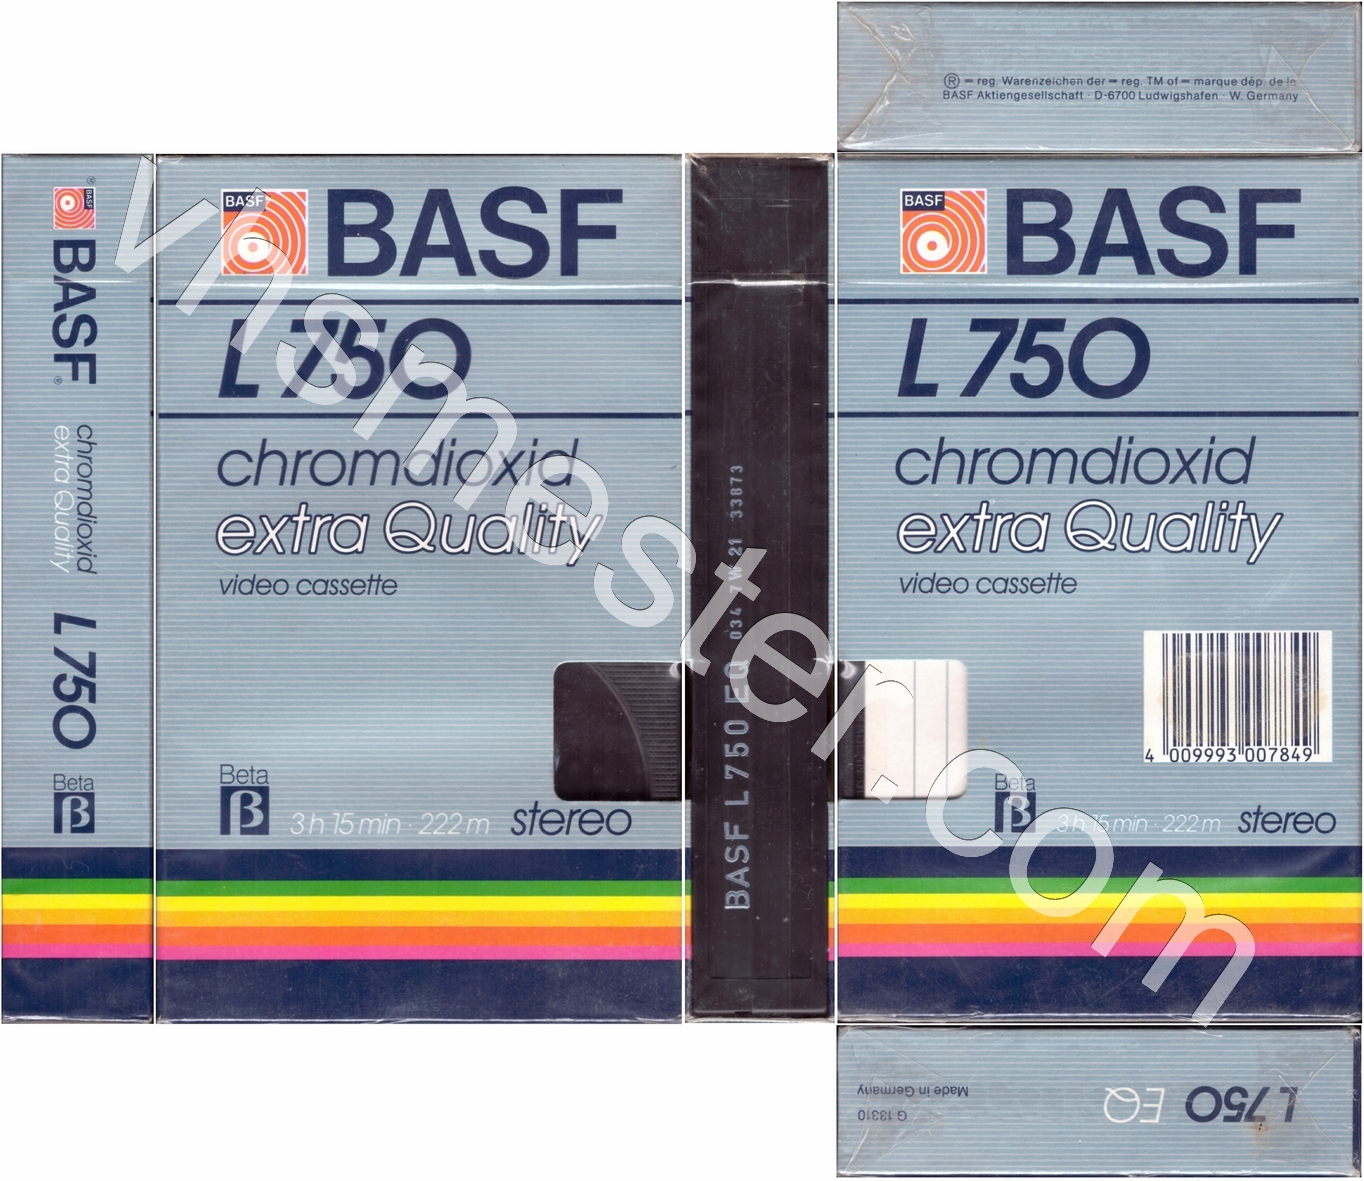 ® = reg. Warenzeichen der = reg. TM of = marque dép. de la
BASF Aktiengesellschaft · D-6700 Ludwigshafen · W. Germany
BASF ®
BASF ®
chromdioxid
extra Quality
L 750
Beta
B
BASF
BASF
L 750
chromdioxid
extra Quality
video cassette
Beta
B
3 h 15 min · 222 m
stereo
BASF L 750 EQ 034 7W 21 33873
BASF
BASF
L 750
chromdioxid
extra Quality
video cassette
4 009993 007849
Beta
B
3 h 15 min · 222 m
stereo
L 750 EQ
Made in Germany
G 13310
vhsmester.com